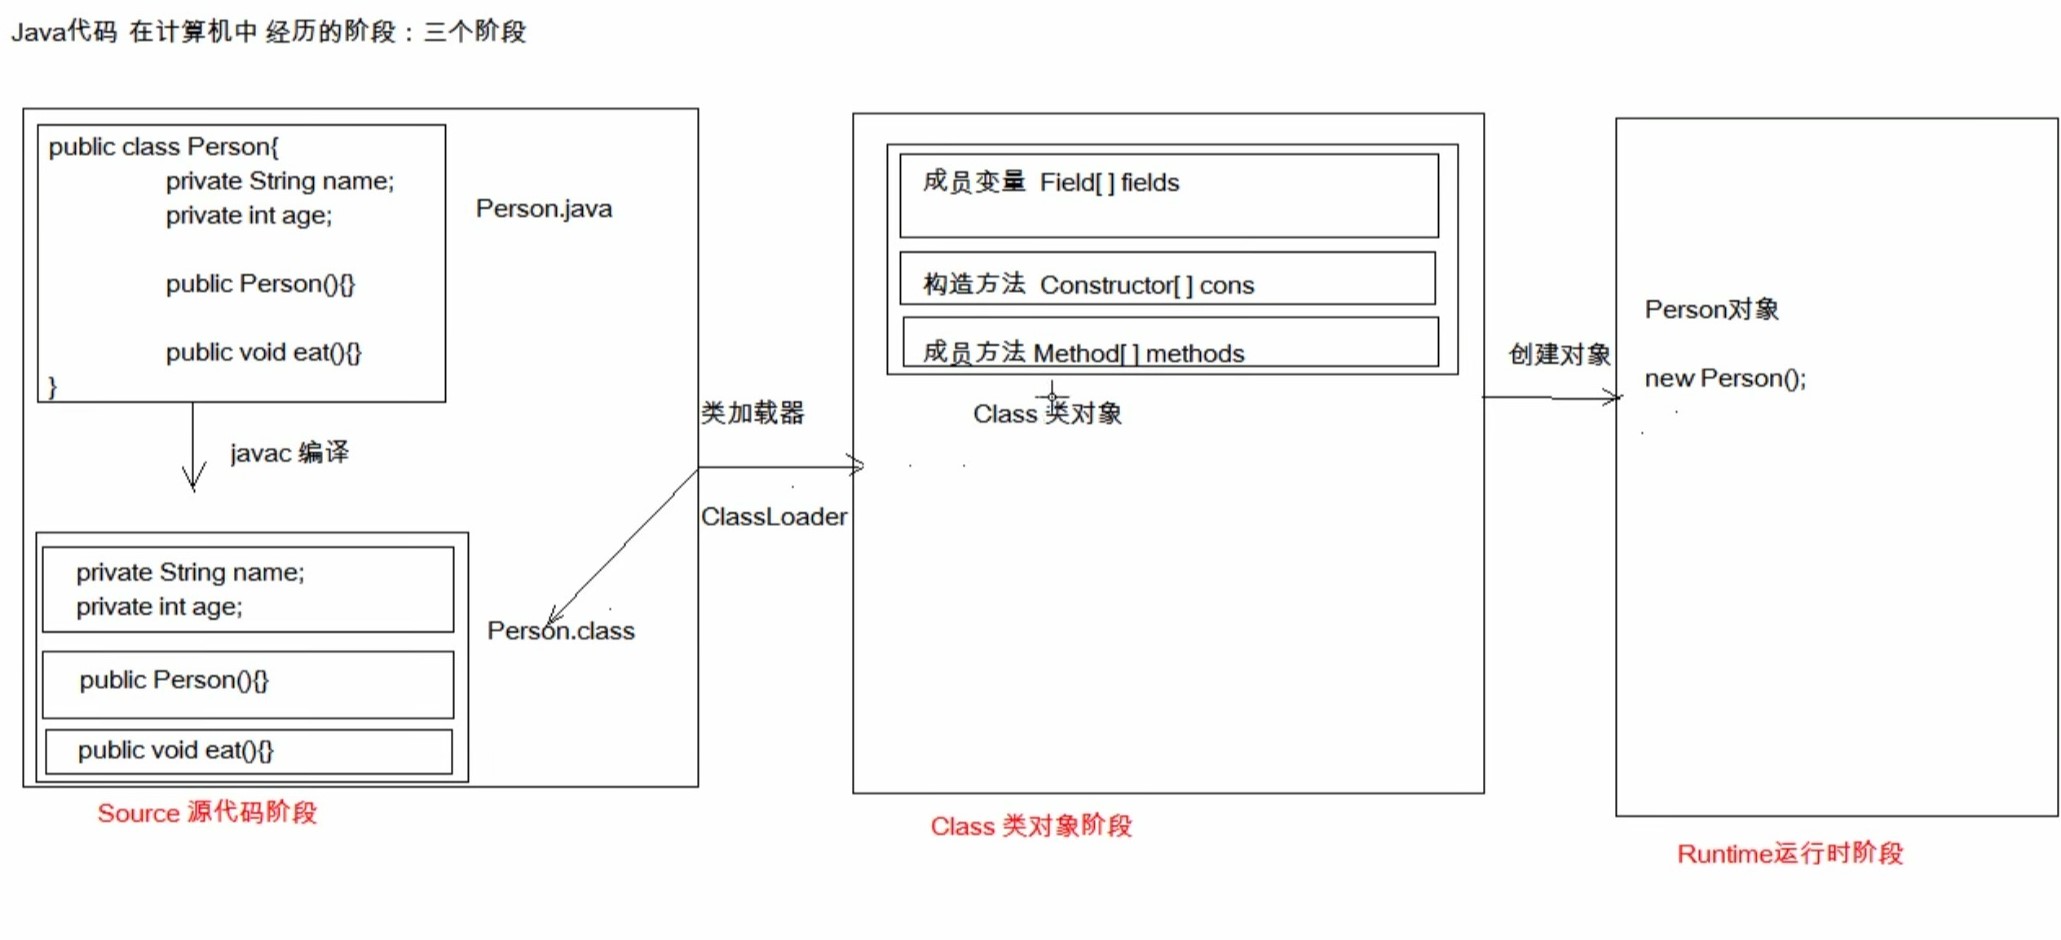 Java代码 在计算机中 经历的阶段：三个阶段
public class Person{
private String name;
private int age;
public Person(){}
public void eat(){}
}
Person.java
javac 编译
private String name;
private int age;
public Person(){}
public void eat(){}
Person.class
Source 源代码阶段
类加载器
ClassLoader
成员变量 Field[ ] fields
构造方法 Constructor[ ] cons
成员方法 Method[ ] methods
Class 类对象
Class 类对象阶段
创建对象
Person对象
new Person();
Runtime运行时阶段